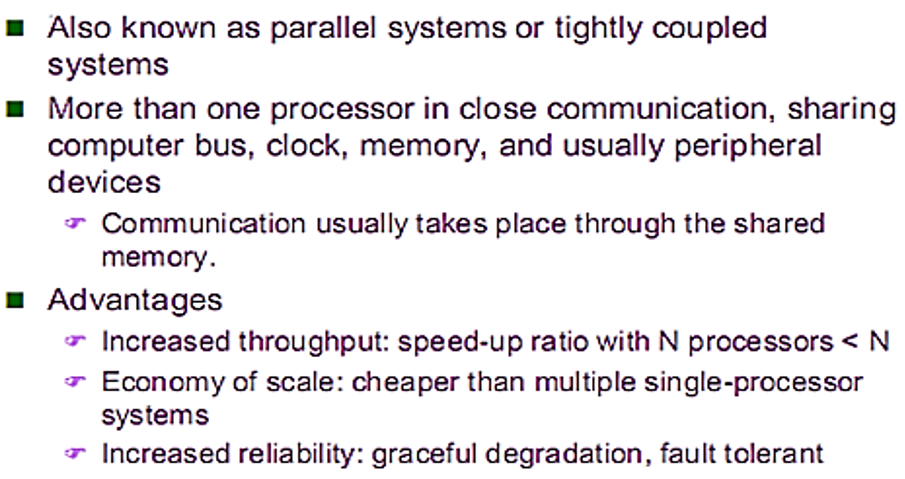 Also known as parallel systems or tightly coupled
systems
More than one processor in close communication, sharing
computer bus, clock, memory, and usually peripheral
devices
Communication usually takes place through the shared
memory.
Advantages
Increased throughput: speed-up ratio with N processors < N
Economy of scale: cheaper than multiple single-processor
systems
Increased reliability: graceful degradation, fault tolerant